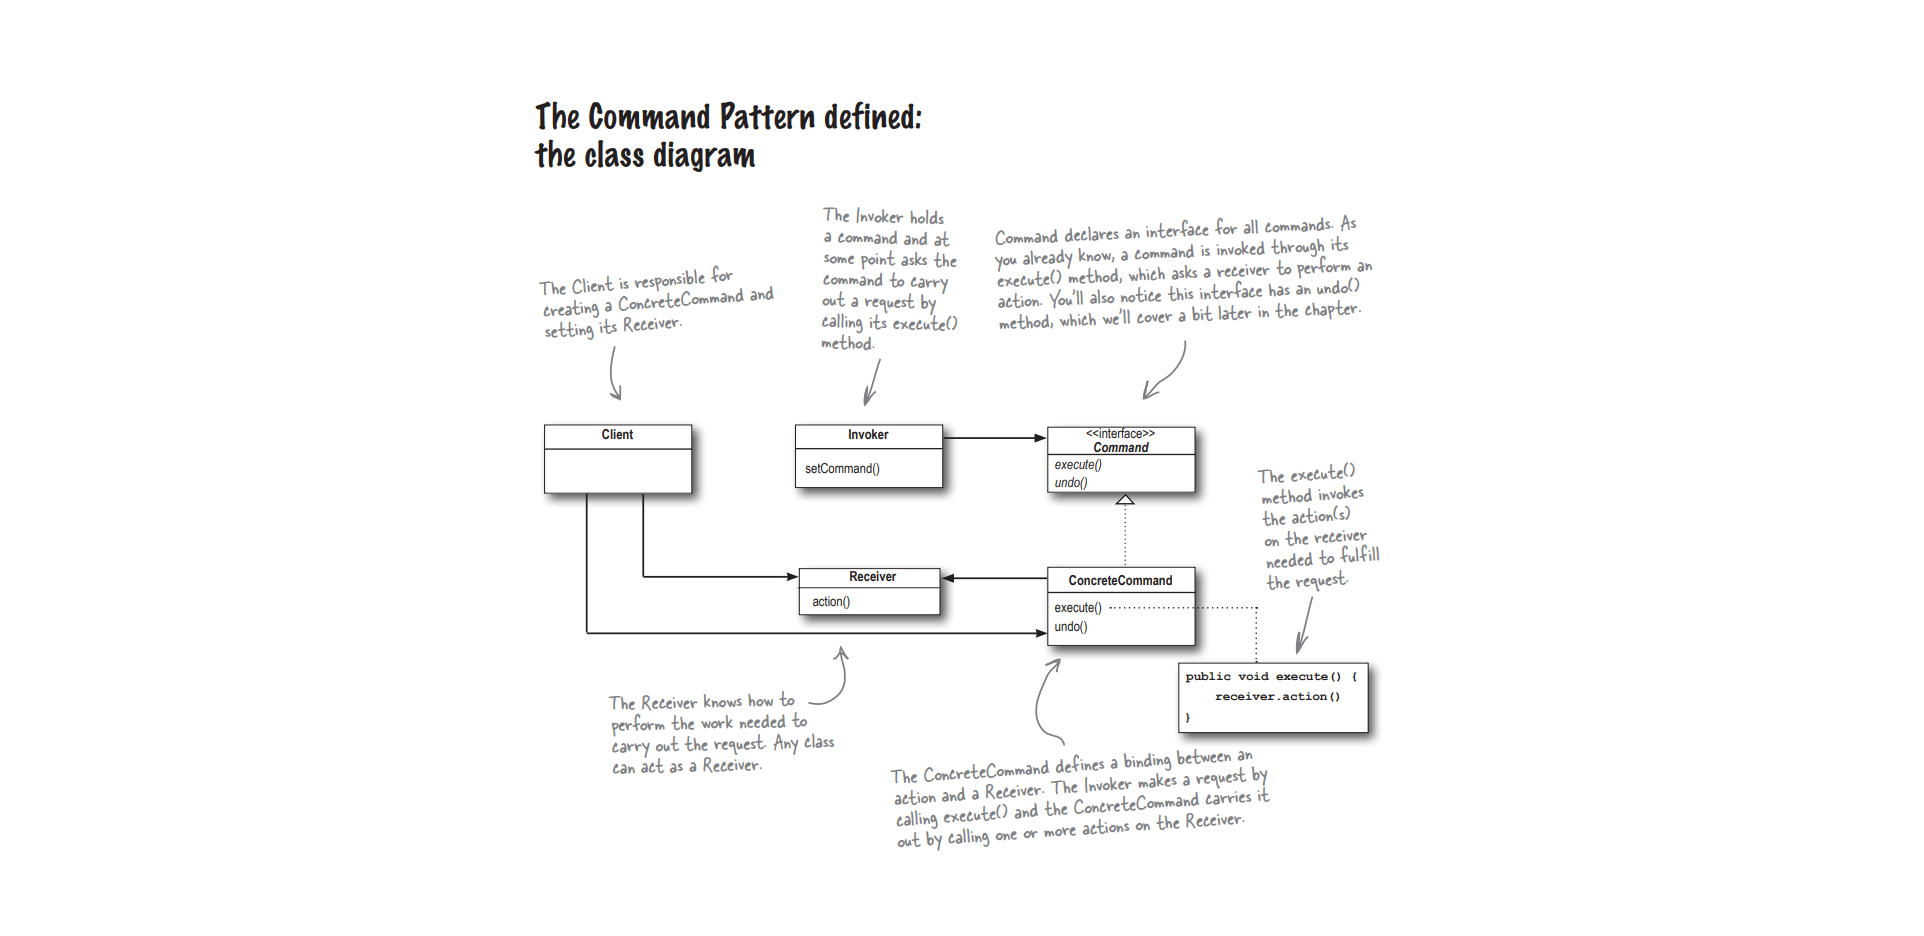 The Command Pattern defined:
the class diagram
The Client is responsible for
creating a ConcreteCommand and
setting its Receiver.
The Invoker holds
a command and at
some point asks the
command to carry
out a request by
calling its execute()
method.
Command declares an interface for all commands. As
you already know, a command is invoked through its
execute() method, which asks a receiver to perform an
action. You'll also notice this interface has an undo()
method, which we'll cover a bit later in the chapter.
Client
Invoker
setCommand()
<<interface>>
Command
execute()
undo()
The execute()
method invokes
the action(s)
on the receiver
needed to fulfill
the request.
Receiver
action()
ConcreteCommand
execute()
undo()
public void execute() {
receiver.action()
}
The Receiver knows how to
perform the work needed to
carry out the request. Any class
can act as a Receiver.
The ConcreteCommand defines a binding between an
action and a Receiver. The Invoker makes a request by
calling execute() and the ConcreteCommand carries it
out by calling one or more actions on the Receiver.